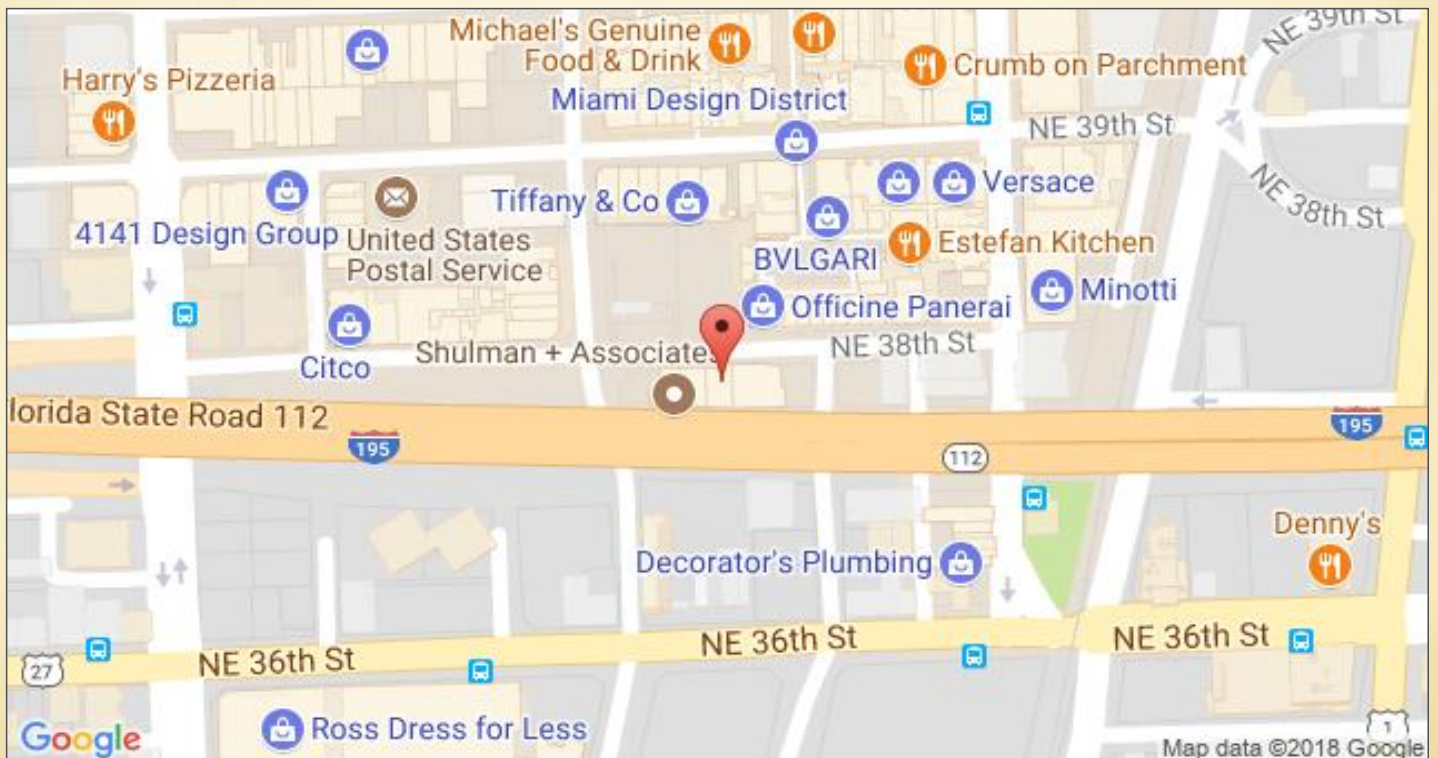 NE 39th St
Michael's Genuine
Food & Drink
Crumb on Parchment
Harry's Pizzeria
Miami Design District
NE 39th St
Tiffany & Co
Versace
NE 38th St
4141 Design Group
United States
Postal Service
BVLGARI
Estefan Kitchen
Officine Panerai
Minotti
Citco
Shulman + Associates
NE 38th St
lorida State Road 112
195
195
112
Denny's
Decorator's Plumbing
NE 36th St
NE 36th St
NE 36th St
27
Ross Dress for Less
1
Google
Map data ©2018 Google